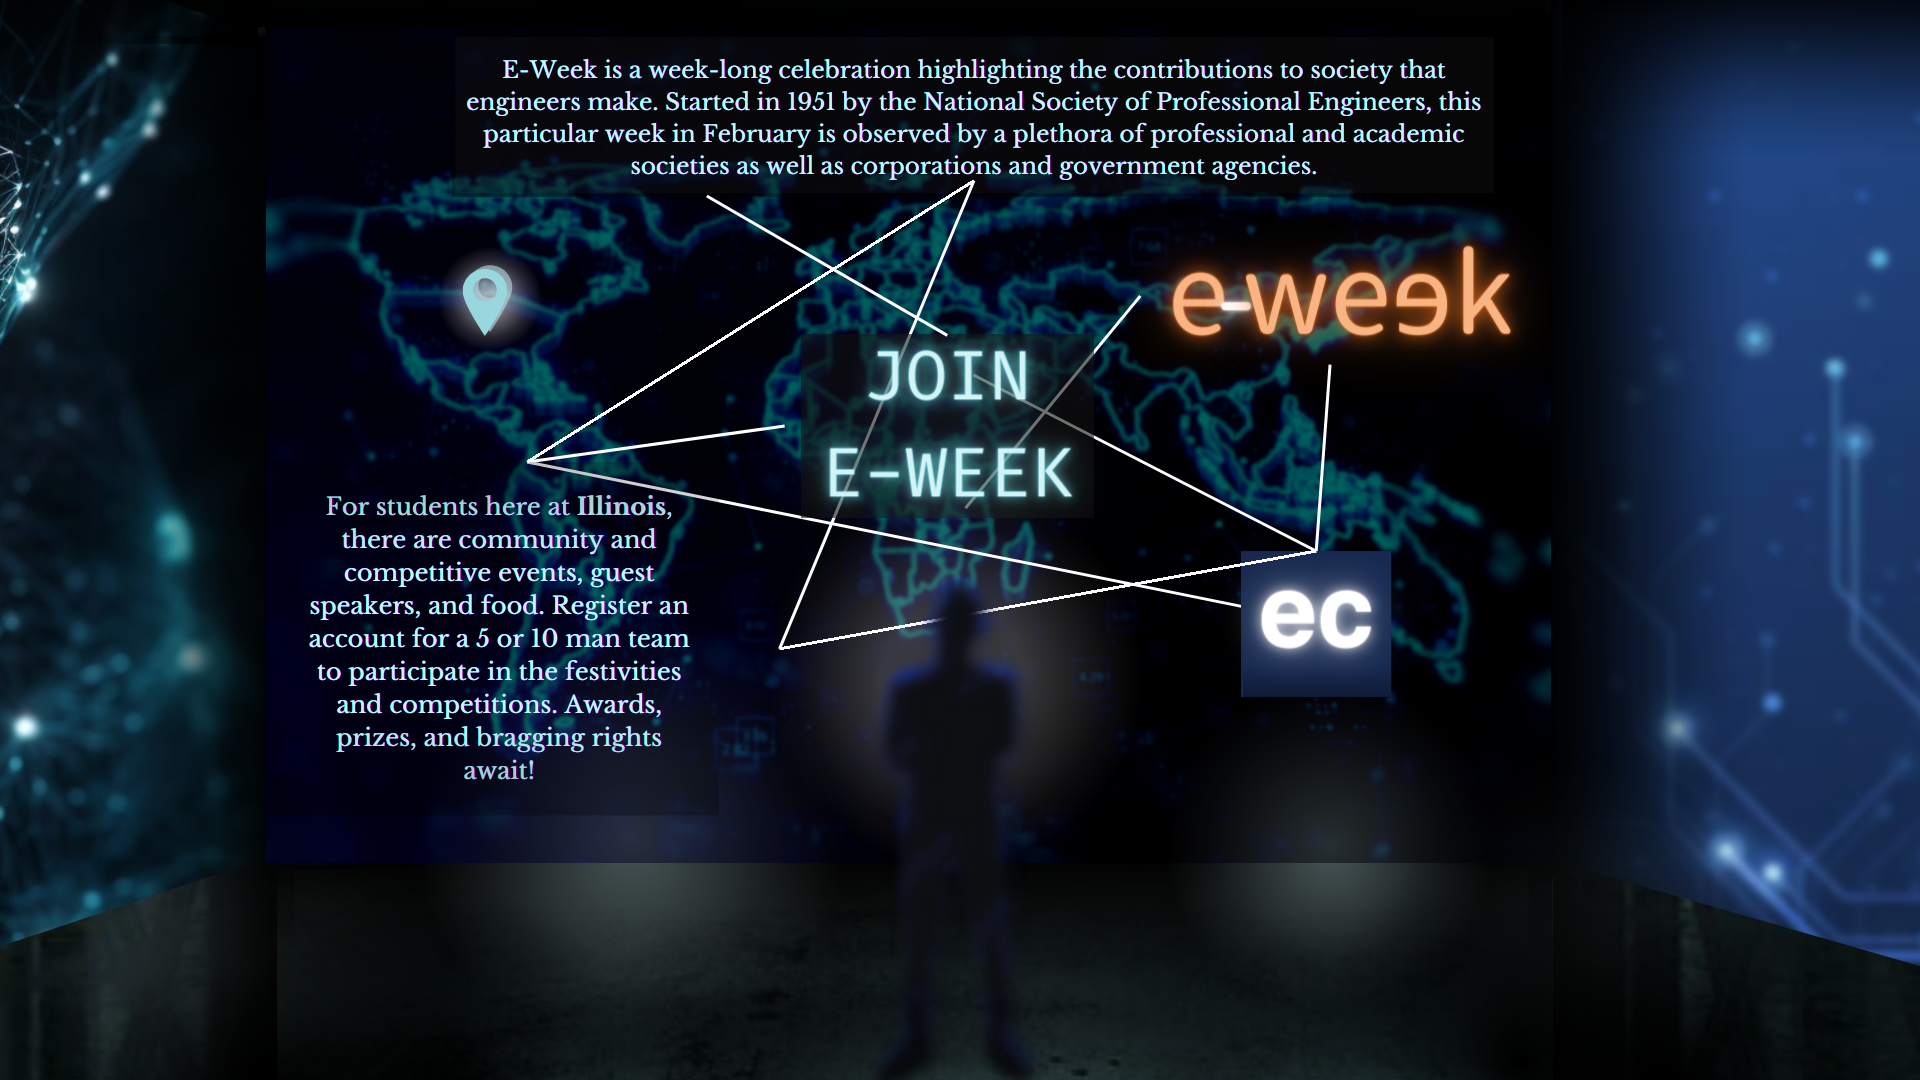 E-Week is a week-long celebration highlighting the contributions to society that
engineers make. Started in 1951 by the National Society of Professional Engineers, this
particular week in February is observed by a plethora of professional and academic
societies as well as corporations and government agencies.
e-week
JOIN
E-WEEK
For students here at Illinois,
there are community and
competitive events, guest
speakers, and food. Register an
account for a 5 or 10 man team
to participate in the festivities
and competitions. Awards,
prizes, and bragging rights
await!
ec